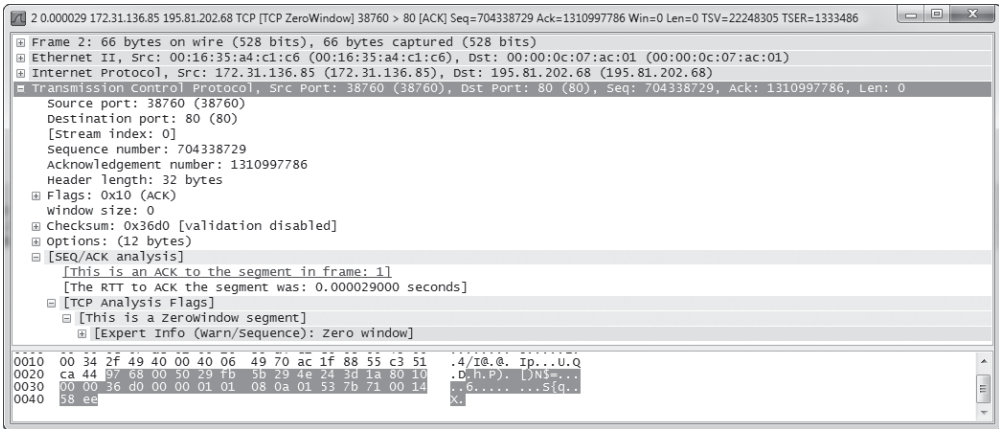 2 0.000029 172.31.136.85 195.81.202.68 TCP [TCP ZeroWindow] 38760 > 80 [ACK] Seq=704338729 Ack=1310997786 Win=0 Len=0 TSV=22248305 TSER=1333486
Frame 2: 66 bytes on wire (528 bits), 66 bytes captured (528 bits)
Ethernet II, Src: 00:16:35:a4:c1:c6 (00:16:35:a4:c1:c6), Dst: 00:00:0c:07:ac:01 (00:00:0c:07:ac:01)
Internet Protocol, Src: 172.31.136.85 (172.31.136.85), Dst: 195.81.202.68 (195.81.202.68)
Transmission Control Protocol, Src Port: 38760 (38760), Dst Port: 80 (80), Seq: 704338729, Ack: 1310997786, Len: 0
Source port: 38760 (38760)
Destination port: 80 (80)
[Stream index: 0]
Sequence number: 704338729
Acknowledgement number: 1310997786
Header length: 32 bytes
Flags: 0x10 (ACK)
Window size: 0
Checksum: 0x36d0 [validation disabled]
Options: (12 bytes)
[SEQ/ACK analysis]
[This is an ACK to the segment in frame: 1]
[The RTT to ACK the segment was: 0.000029000 seconds]
[TCP Analysis Flags]
[This is a ZeroWindow segment]
[Expert Info (Warn/Sequence): Zero window]
0010 00 34 2f 49 40 00 40 06 49 70 ac 1f 88 55 c3 51 .4/I@.@. Ip...U.Q
0020 ca 44 97 68 00 50 29 fb 5b 29 4e 24 3d 1a 80 10 .D.h.P). [)N$=...
0030 00 00 36 d0 00 00 01 01 08 0a 01 53 7b 71 00 14 ..6..... ...S{q..
0040 58 ee X.